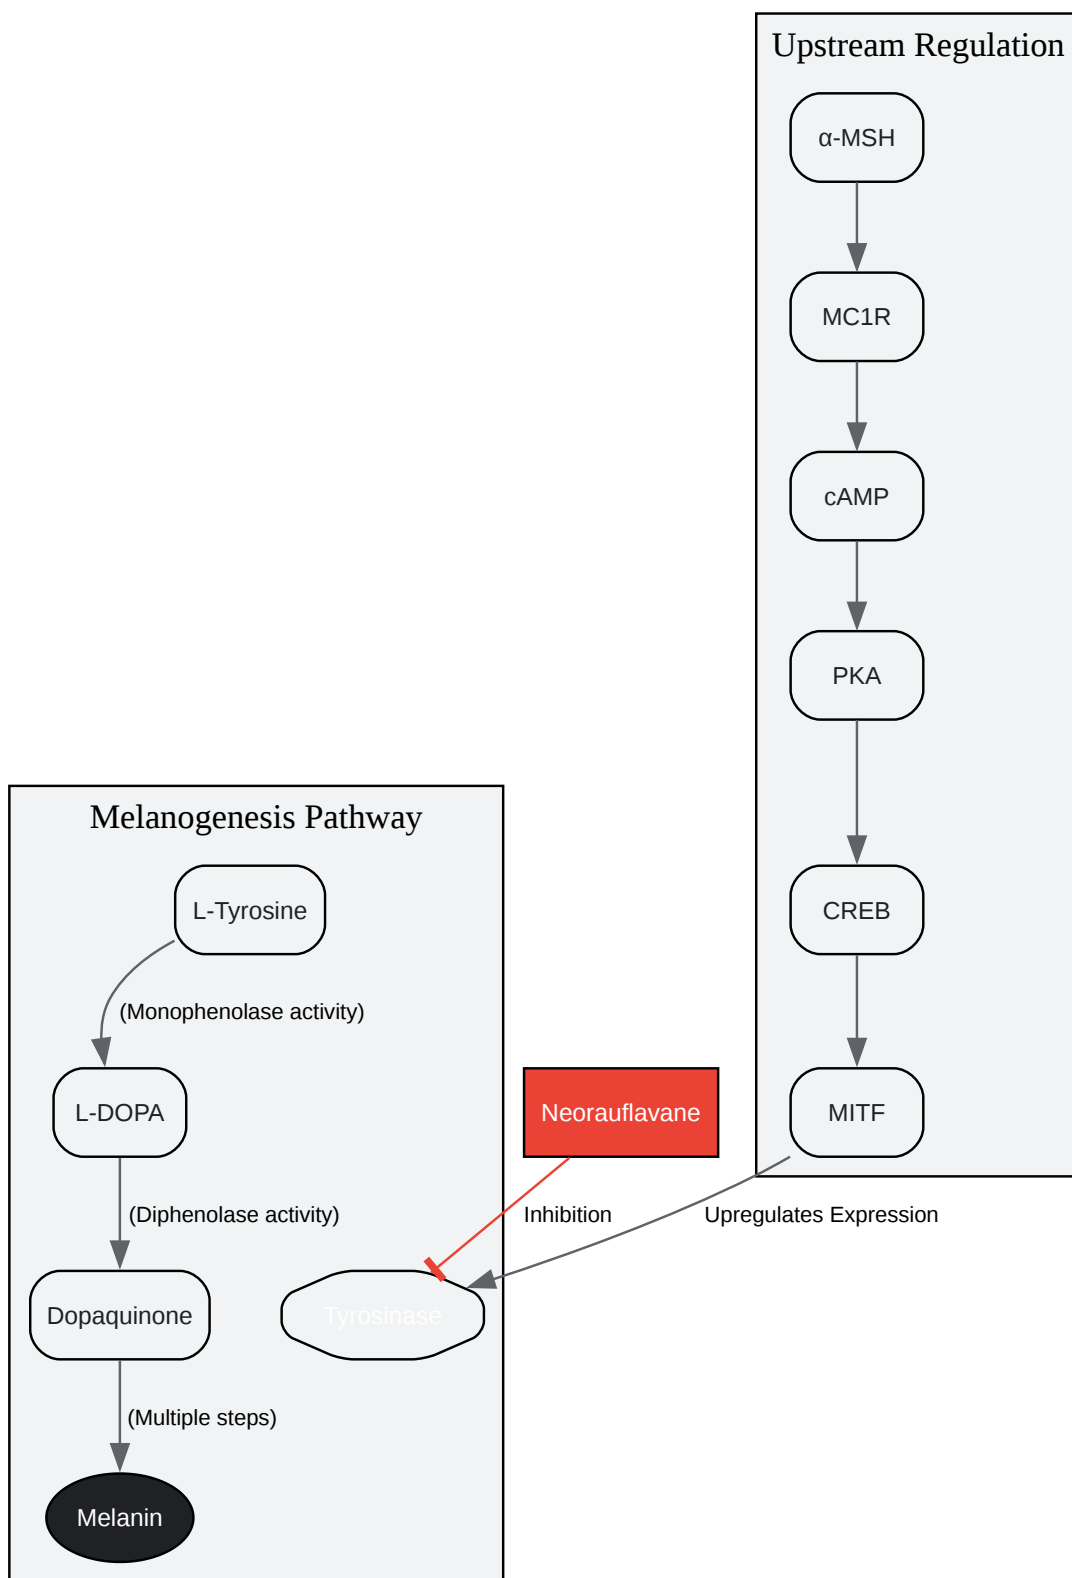 Upstream Regulation
α-MSH
MC1R
cAMP
PKA
Melanogenesis Pathway
L-Tyrosine
CREB
(Monophenolase activity)
L-DOPA
Neorauflavane
MITF
(Diphenolase activity)
Inhibition
Upregulates Expression
Dopaquinone
Tyrosinase
(Multiple steps)
Melanin